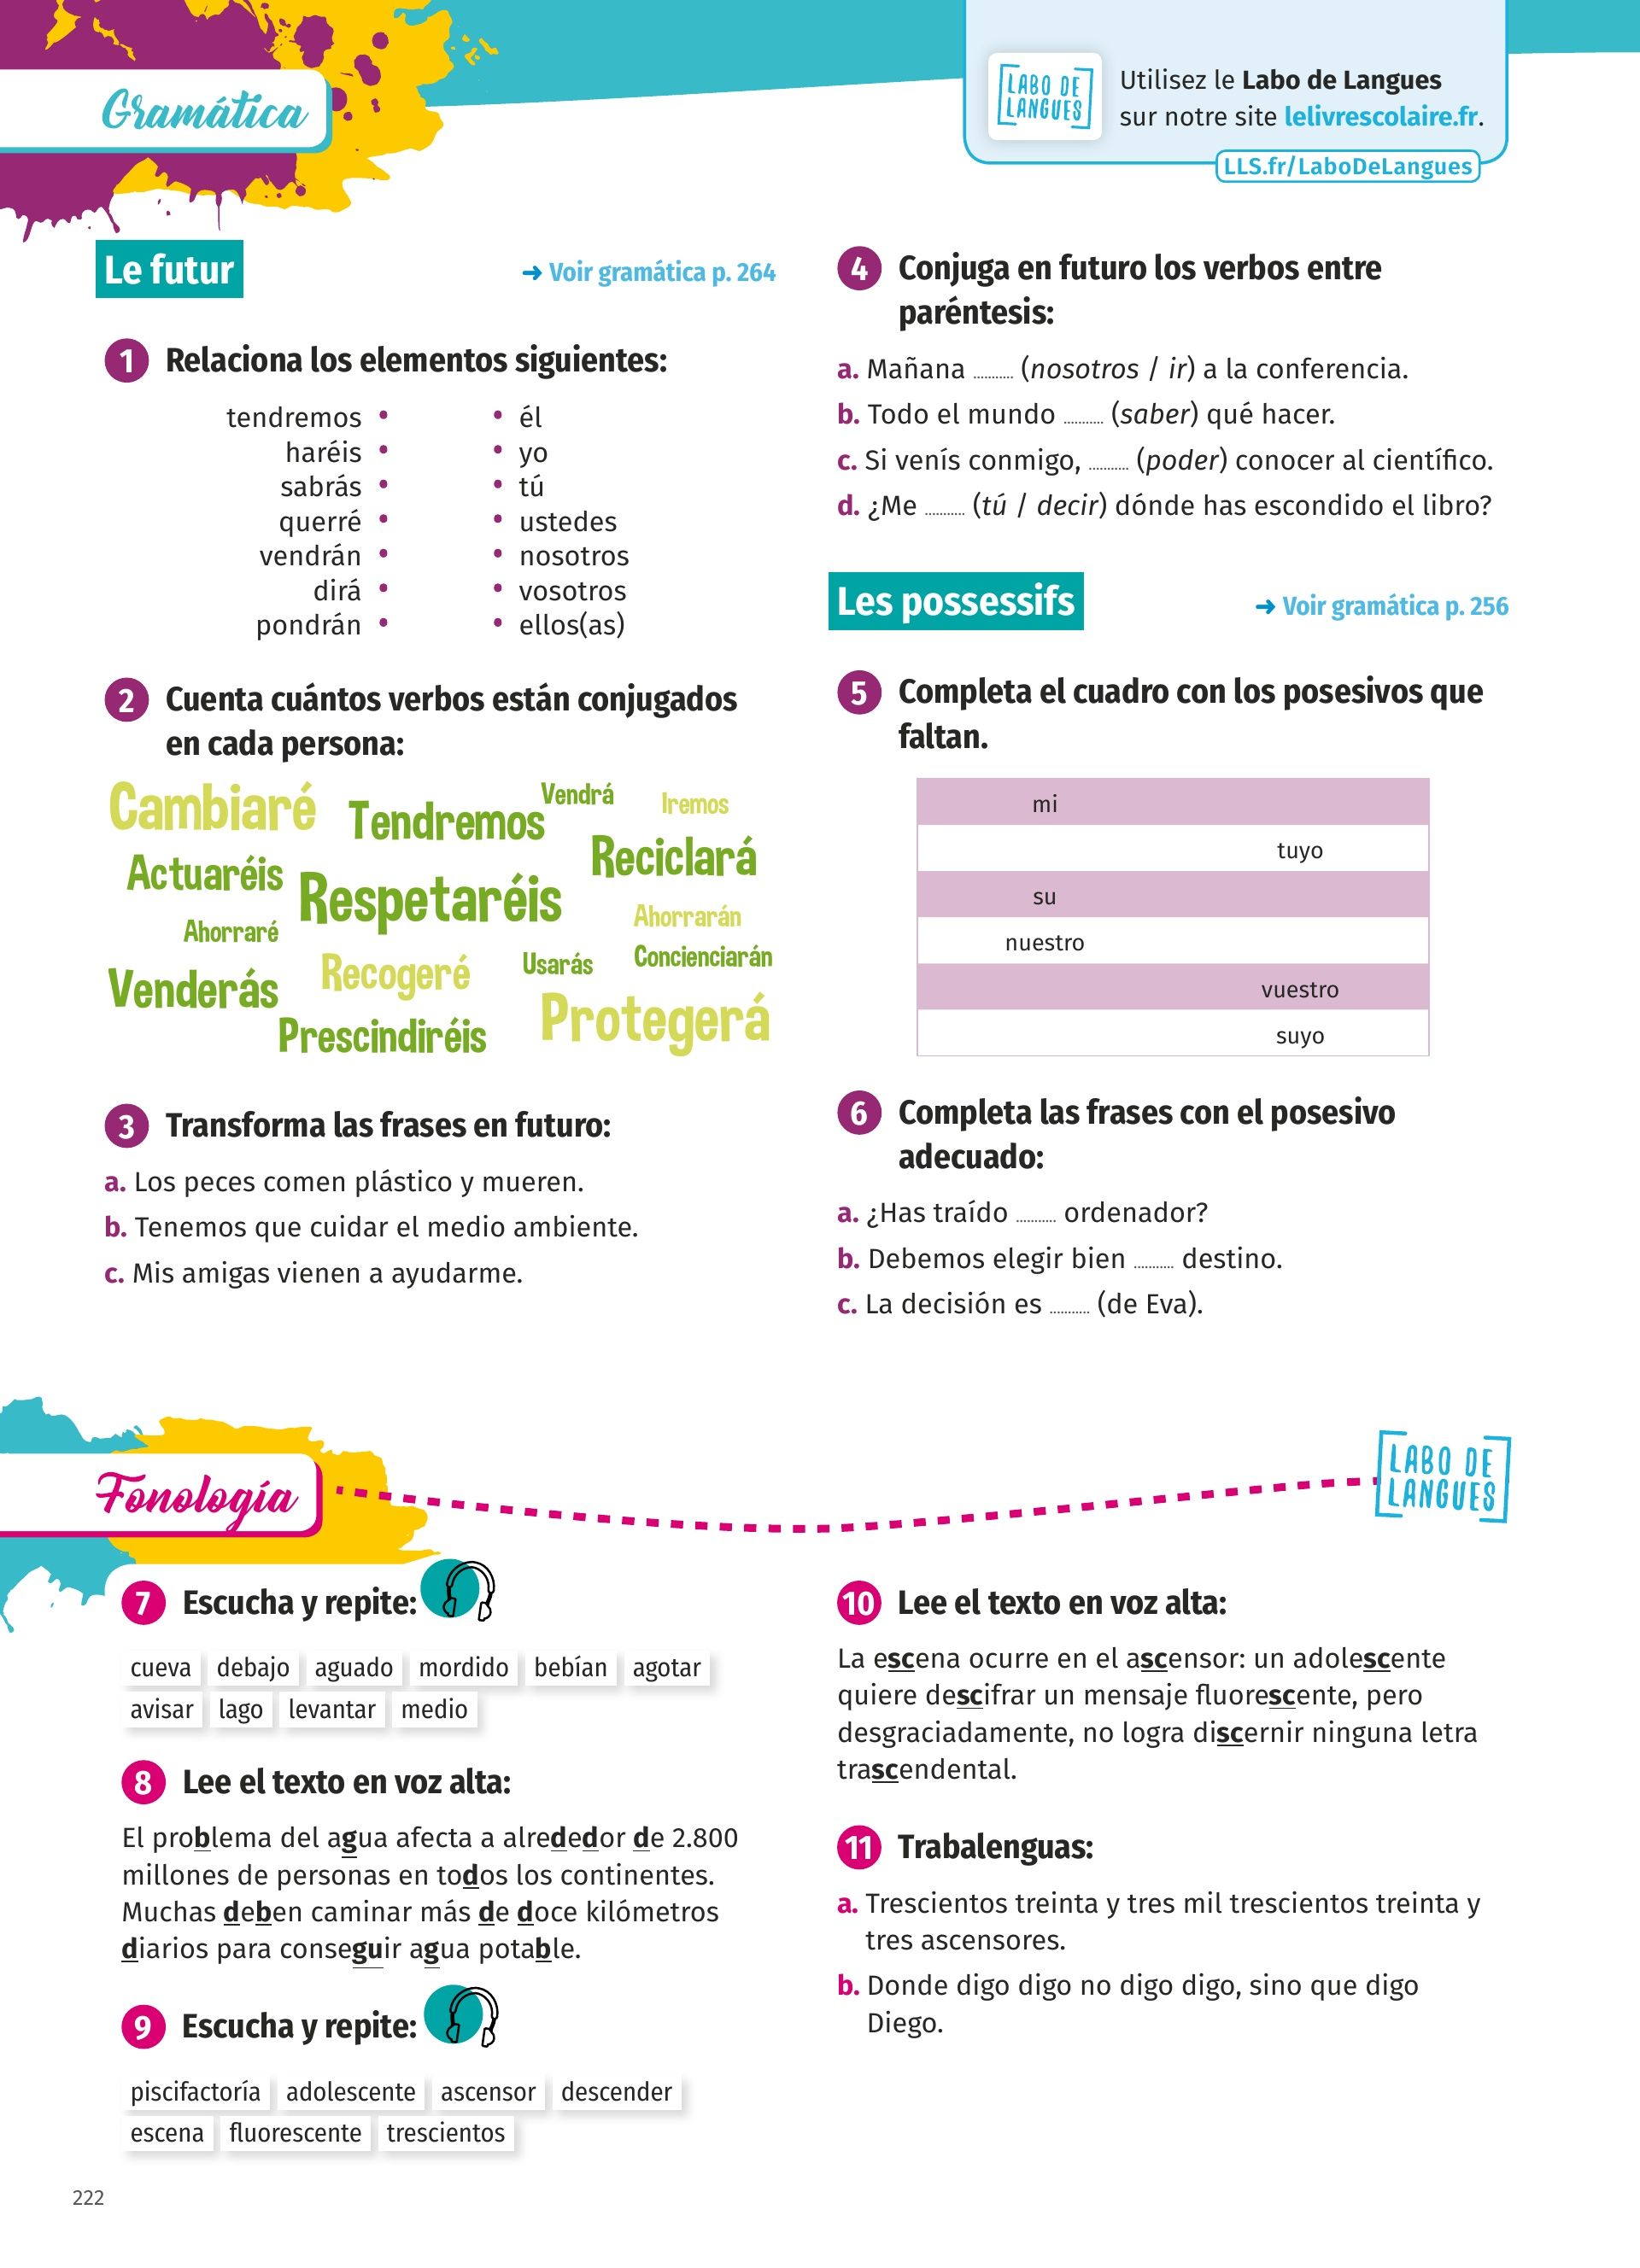 Gramática
LABO DE
LANGUES
Utilisez le Labo de Langues
sur notre site lelivrescolaire.fr.
LLS.fr/LaboDeLangues
Le futur
➜ Voir gramática p. 264
1 Relaciona los elementos siguientes:
tendremos • • él
haréis • • yo
sabrás • • tú
querré • • ustedes
vendrán • • nosotros
dirá • • vosotros
pondrán • • ellos(as)
2 Cuenta cuántos verbos están conjugados
en cada persona:
Cambiaré
Tendremos
Vendrá
Iremos
Actuaréis
Respetaréis
Reciclará
Ahorraré
Ahorrarán
Venderás
Recogeré
Usarás
Concienciarán
Prescindiréis
Protegerá
3 Transforma las frases en futuro:
a. Los peces comen plástico y mueren.
b. Tenemos que cuidar el medio ambiente.
c. Mis amigas vienen a ayudarme.
4 Conjuga en futuro los verbos entre
paréntesis:
a. Mañana .......... (nosotros / ir) a la conferencia.
b. Todo el mundo .......... (saber) qué hacer.
c. Si venís conmigo, .......... (poder) conocer al científico.
d. ¿Me .......... (tú / decir) dónde has escondido el libro?
Les possessifs
➜ Voir gramática p. 256
5 Completa el cuadro con los posesivos que
faltan.
mi
tuyo
su
nuestro
vuestro
suyo
6 Completa las frases con el posesivo
adecuado:
a. ¿Has traído .......... ordenador?
b. Debemos elegir bien .......... destino.
c. La decisión es .......... (de Eva).
Fonología
LABO DE
LANGUES
7 Escucha y repite:
cueva debajo aguado mordido bebían agotar
avisar lago levantar medio
8 Lee el texto en voz alta:
El problema del agua afecta a alrededor de 2.800
millones de personas en todos los continentes.
Muchas deben caminar más de doce kilómetros
diarios para conseguir agua potable.
9 Escucha y repite:
piscifactoría adolescente ascensor descender
escena fluorescente trescientos
10 Lee el texto en voz alta:
La escena ocurre en el ascensor: un adolescente
quiere descifrar un mensaje fluorescente, pero
desgraciadamente, no logra discernir ninguna letra
trascendental.
11 Trabalenguas:
a. Trescientos treinta y tres mil trescientos treinta y
tres ascensores.
b. Donde digo digo no digo digo, sino que digo
Diego.
222